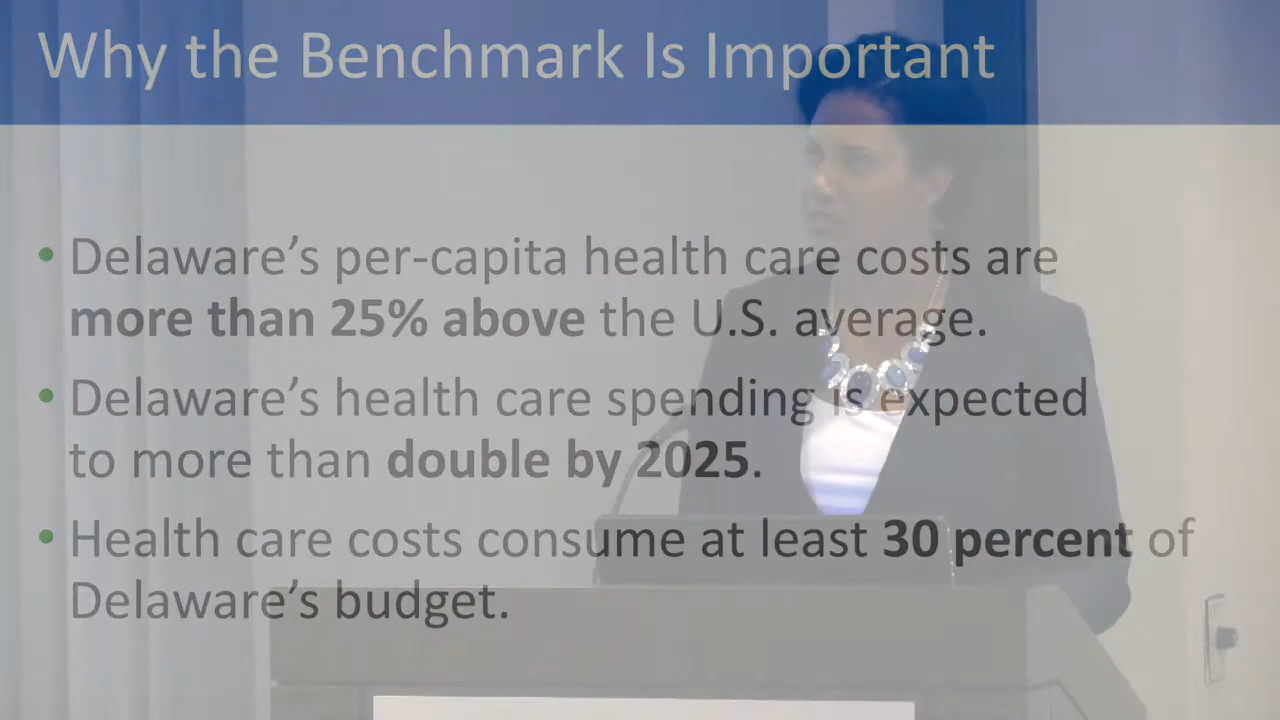 Why the Benchmark Is Important
• Delaware’s per-capita health care costs are
more than 25% above the U.S. average.
• Delaware’s health care spending is expected
to more than double by 2025.
• Health care costs consume at least 30 percent of
Delaware’s budget.